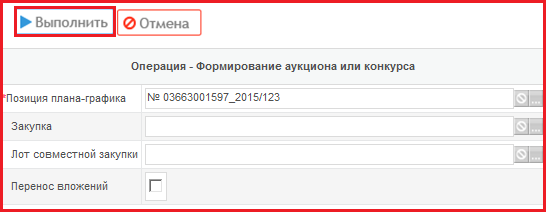 Выполнить Отмена
Операция - Формирование аукциона или конкурса
*Позиция плана-графика № 03663001597_2015/123 ...
Закупка ...
Лот совместной закупки ...
Перенос вложений